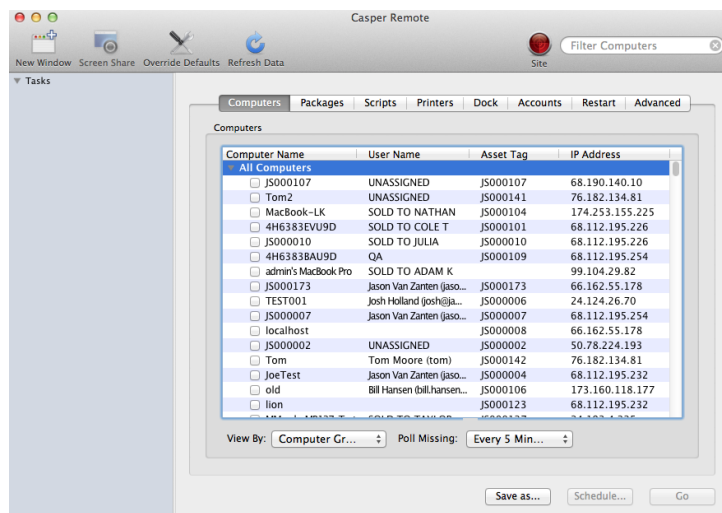 Casper Remote
New Window Screen Share Override Defaults Refresh Data Site Filter Computers
Tasks
Computers Packages Scripts Printers Dock Accounts Restart Advanced
Computers
Computer Name User Name Asset Tag IP Address
All Computers
JS000107 UNASSIGNED JS000107 68.190.140.10
Tom2 UNASSIGNED JS000141 76.182.134.81
MacBook-LK SOLD TO NATHAN JS000104 174.253.155.225
4H6383EVU9D SOLD TO COLE T JS000101 68.112.195.226
JS000010 SOLD TO JULIA JS000010 68.112.195.226
4H6383BAU9D QA JS000109 68.112.195.254
admin's MacBook Pro SOLD TO ADAM K 99.104.29.82
JS000173 Jason Van Zanten (jaso... JS000173 66.162.55.178
TEST001 Josh Holland (josh@ja... JS000006 24.124.26.70
JS000007 Jason Van Zanten (jaso... JS000007 68.112.195.254
localhost JS000008 66.162.55.178
JS000002 UNASSIGNED JS000002 50.78.224.193
Tom Tom Moore (tom) JS000142 76.182.134.81
JoeTest Jason Van Zanten (jaso... JS000004 68.112.195.232
old Bill Hansen (bill.hansen... JS000106 173.160.118.177
lion JS000123 68.112.195.232
View By: Computer Gr... Poll Missing: Every 5 Min...
Save as... Schedule... Go